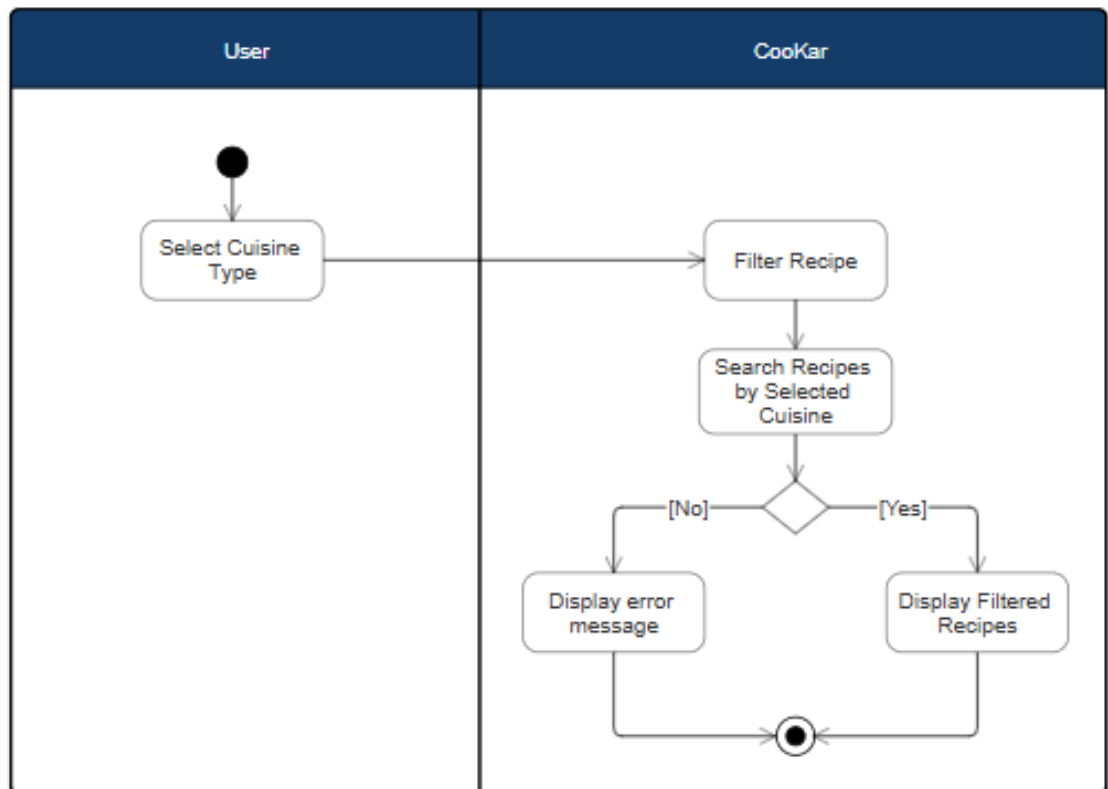 User
CooKar
Select Cuisine
Type
Filter Recipe
Search Recipes
by Selected
Cuisine
[No]
[Yes]
Display error
message
Display Filtered
Recipes